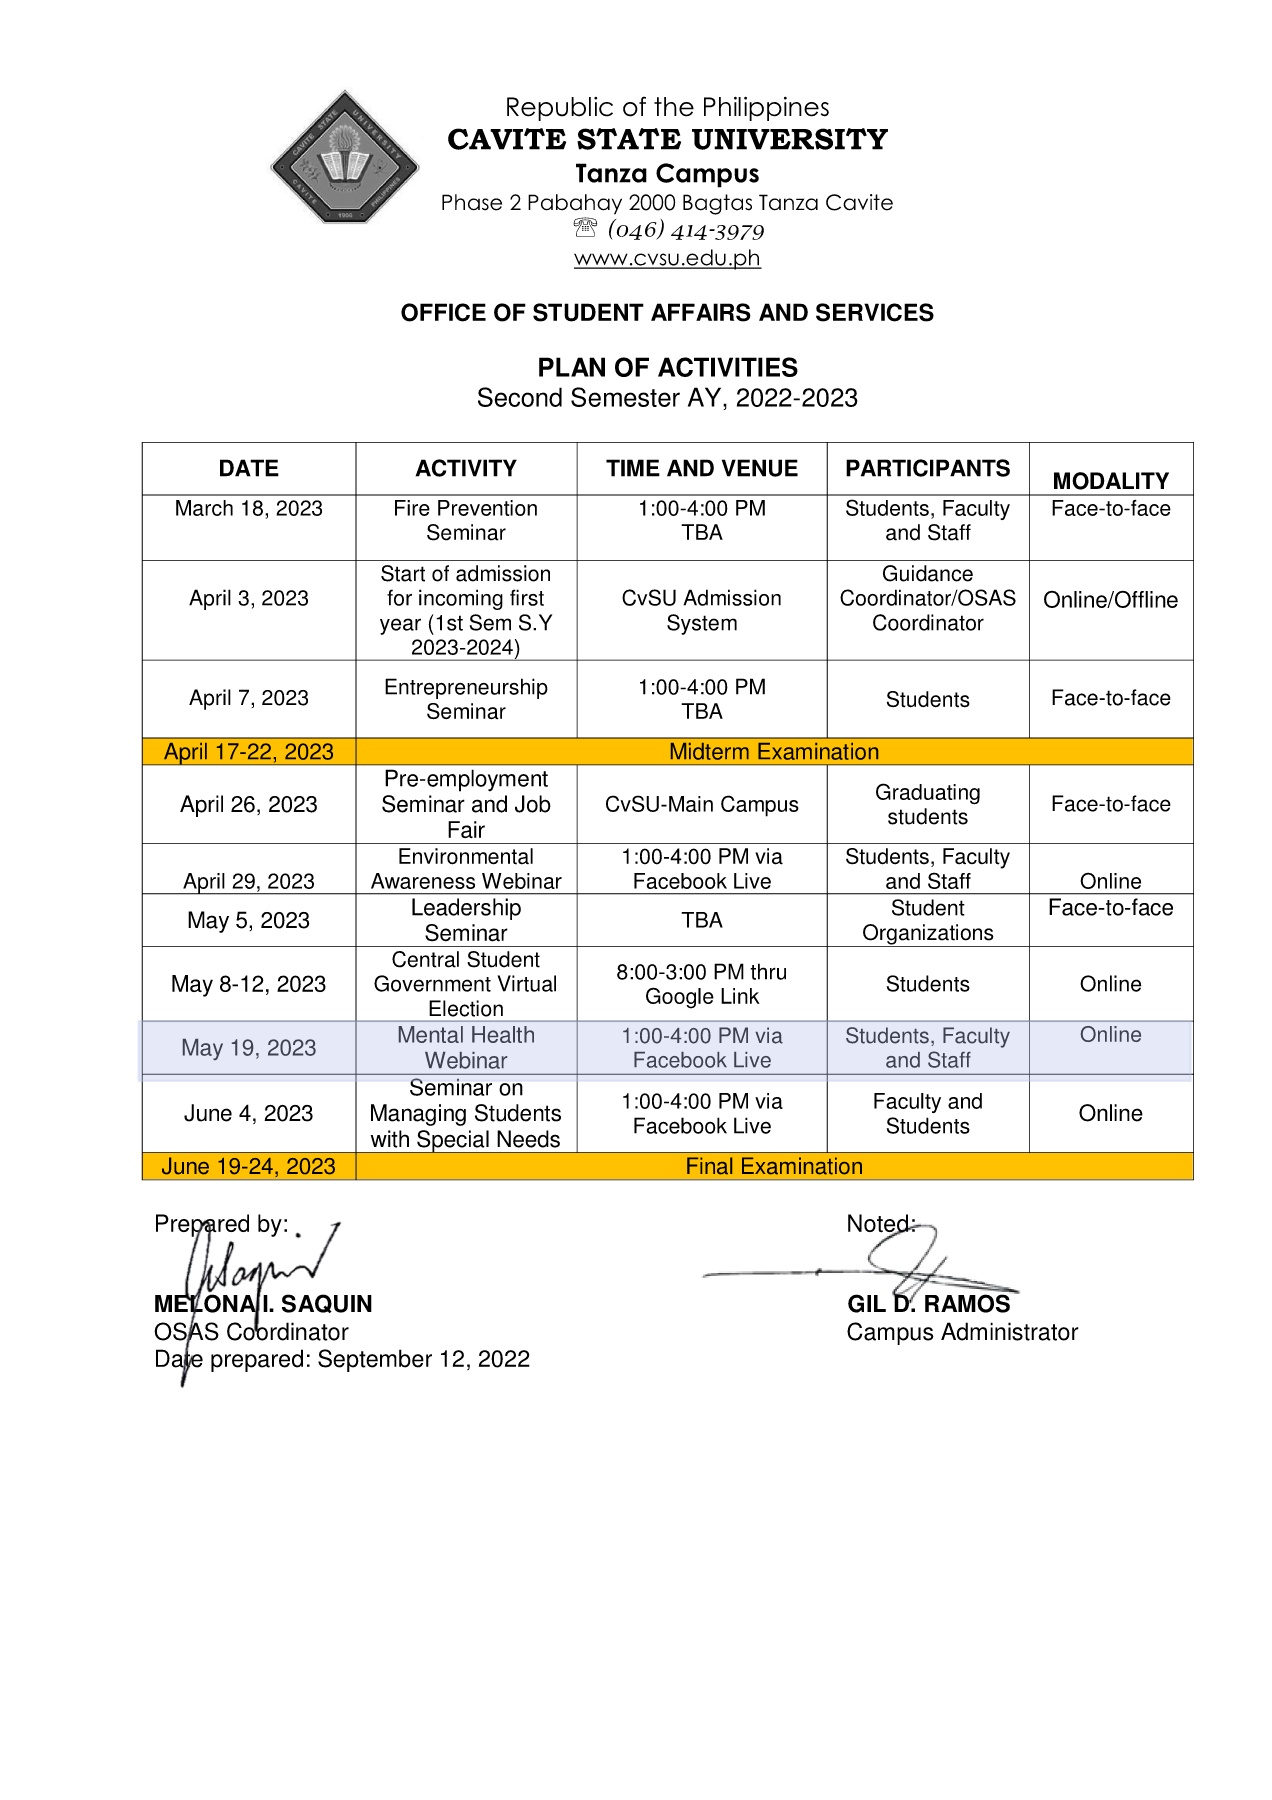 Republic of the Philippines
CAVITE STATE UNIVERSITY
Tanza Campus
Phase 2 Pabahay 2000 Bagtas Tanza Cavite
☏ (046) 414-3979
www.cvsu.edu.ph
CAVITE STATE UNIVERSITY
CAVITE
PHILIPPINES
1906
OFFICE OF STUDENT AFFAIRS AND SERVICES
PLAN OF ACTIVITIES
Second Semester AY, 2022-2023
DATE ACTIVITY TIME AND VENUE PARTICIPANTS MODALITY
March 18, 2023 Fire Prevention Seminar 1:00-4:00 PM TBA Students, Faculty and Staff Face-to-face
April 3, 2023 Start of admission for incoming first year (1st Sem S.Y 2023-2024) CvSU Admission System Guidance Coordinator/OSAS Coordinator Online/Offline
April 7, 2023 Entrepreneurship Seminar 1:00-4:00 PM TBA Students Face-to-face
April 17-22, 2023 Midterm Examination
April 26, 2023 Pre-employment Seminar and Job Fair CvSU-Main Campus Graduating students Face-to-face
April 29, 2023 Environmental Awareness Webinar 1:00-4:00 PM via Facebook Live Students, Faculty and Staff Online
May 5, 2023 Leadership Seminar TBA Student Organizations Face-to-face
May 8-12, 2023 Central Student Government Virtual Election 8:00-3:00 PM thru Google Link Students Online
May 19, 2023 Mental Health Webinar 1:00-4:00 PM via Facebook Live Students, Faculty and Staff Online
June 4, 2023 Seminar on Managing Students with Special Needs 1:00-4:00 PM via Facebook Live Faculty and Students Online
June 19-24, 2023 Final Examination
Prepared by: Noted:
MELONA I. SAQUIN GIL D. RAMOS
OSAS Coordinator Campus Administrator
Date prepared: September 12, 2022